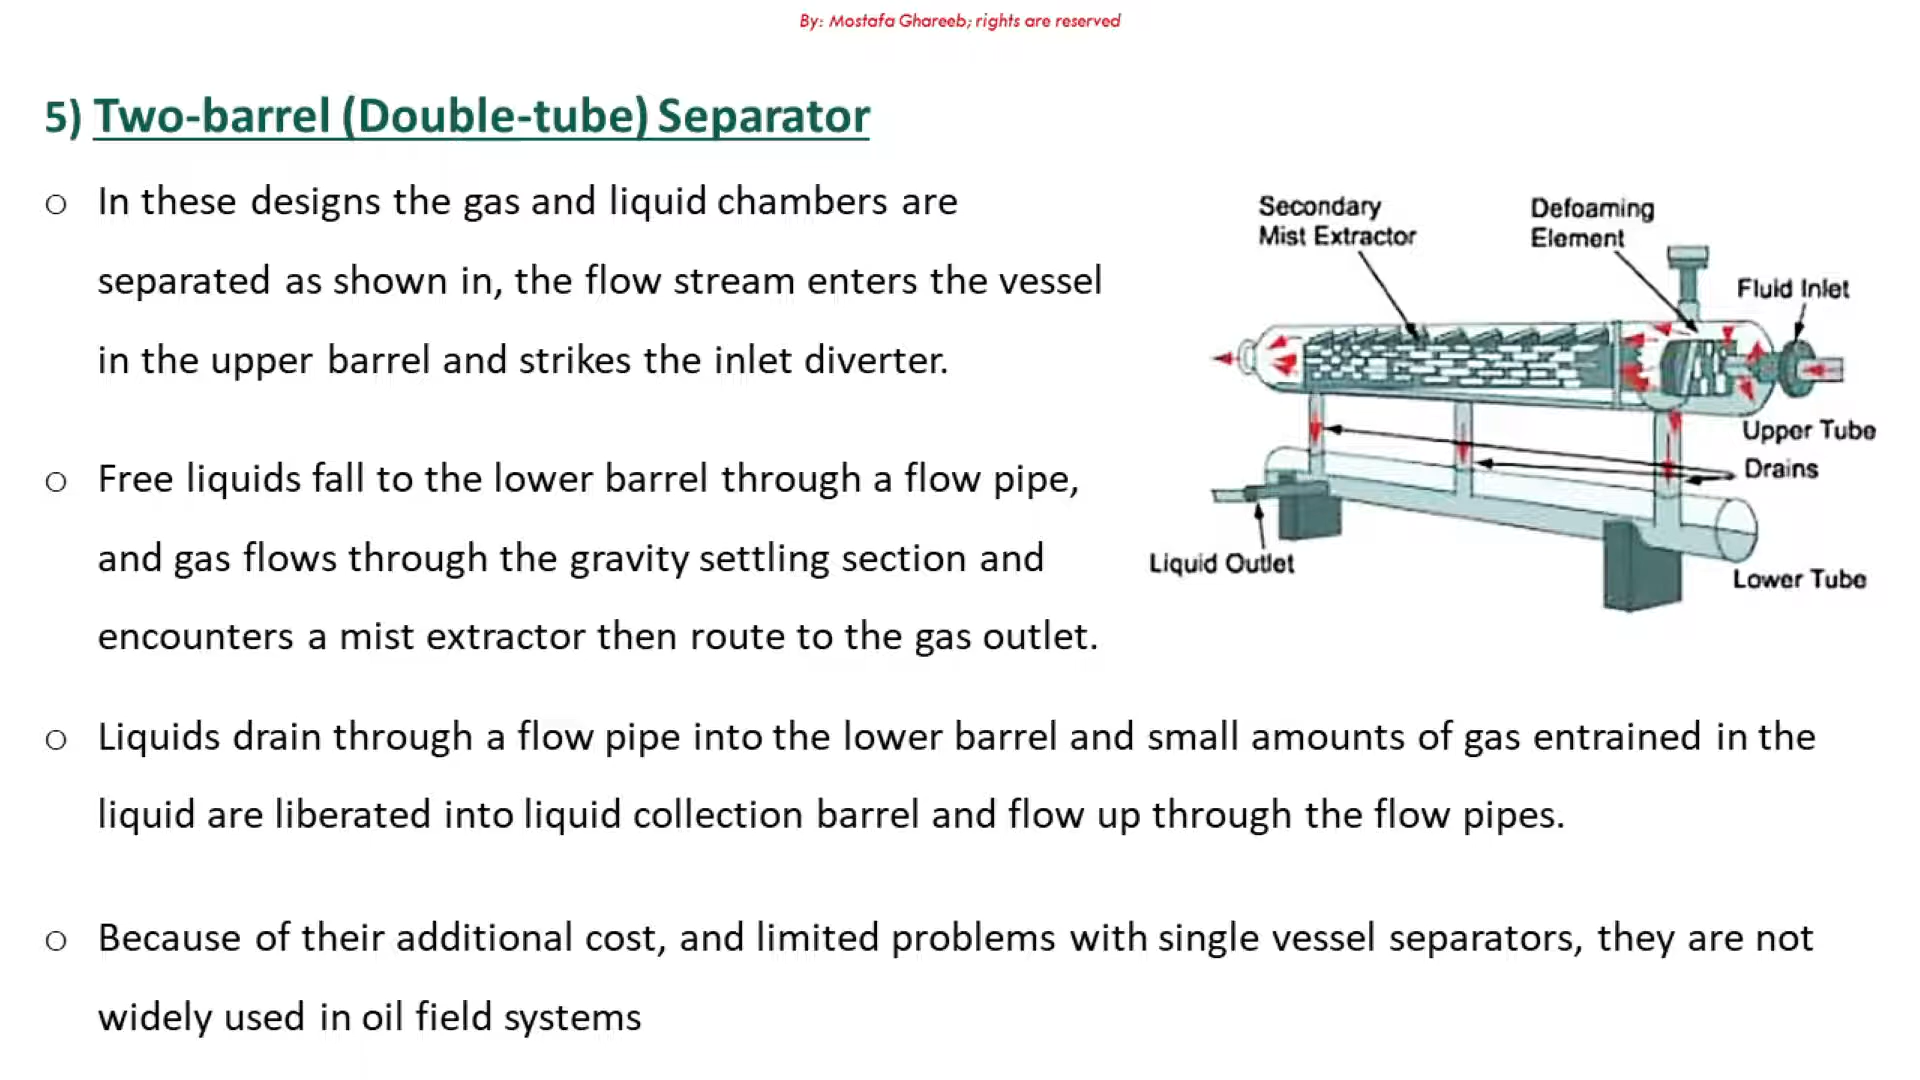 By: Mostafa Ghareeb; rights are reserved
5) Two-barrel (Double-tube) Separator
o In these designs the gas and liquid chambers are
separated as shown in, the flow stream enters the vessel
in the upper barrel and strikes the inlet diverter.
o Free liquids fall to the lower barrel through a flow pipe,
and gas flows through the gravity settling section and
encounters a mist extractor then route to the gas outlet.
o Liquids drain through a flow pipe into the lower barrel and small amounts of gas entrained in the
liquid are liberated into liquid collection barrel and flow up through the flow pipes.
o Because of their additional cost, and limited problems with single vessel separators, they are not
widely used in oil field systems
Secondary
Mist Extractor
Defoaming
Element
Fluid Inlet
Upper Tube
Drains
Liquid Outlet
Lower Tube